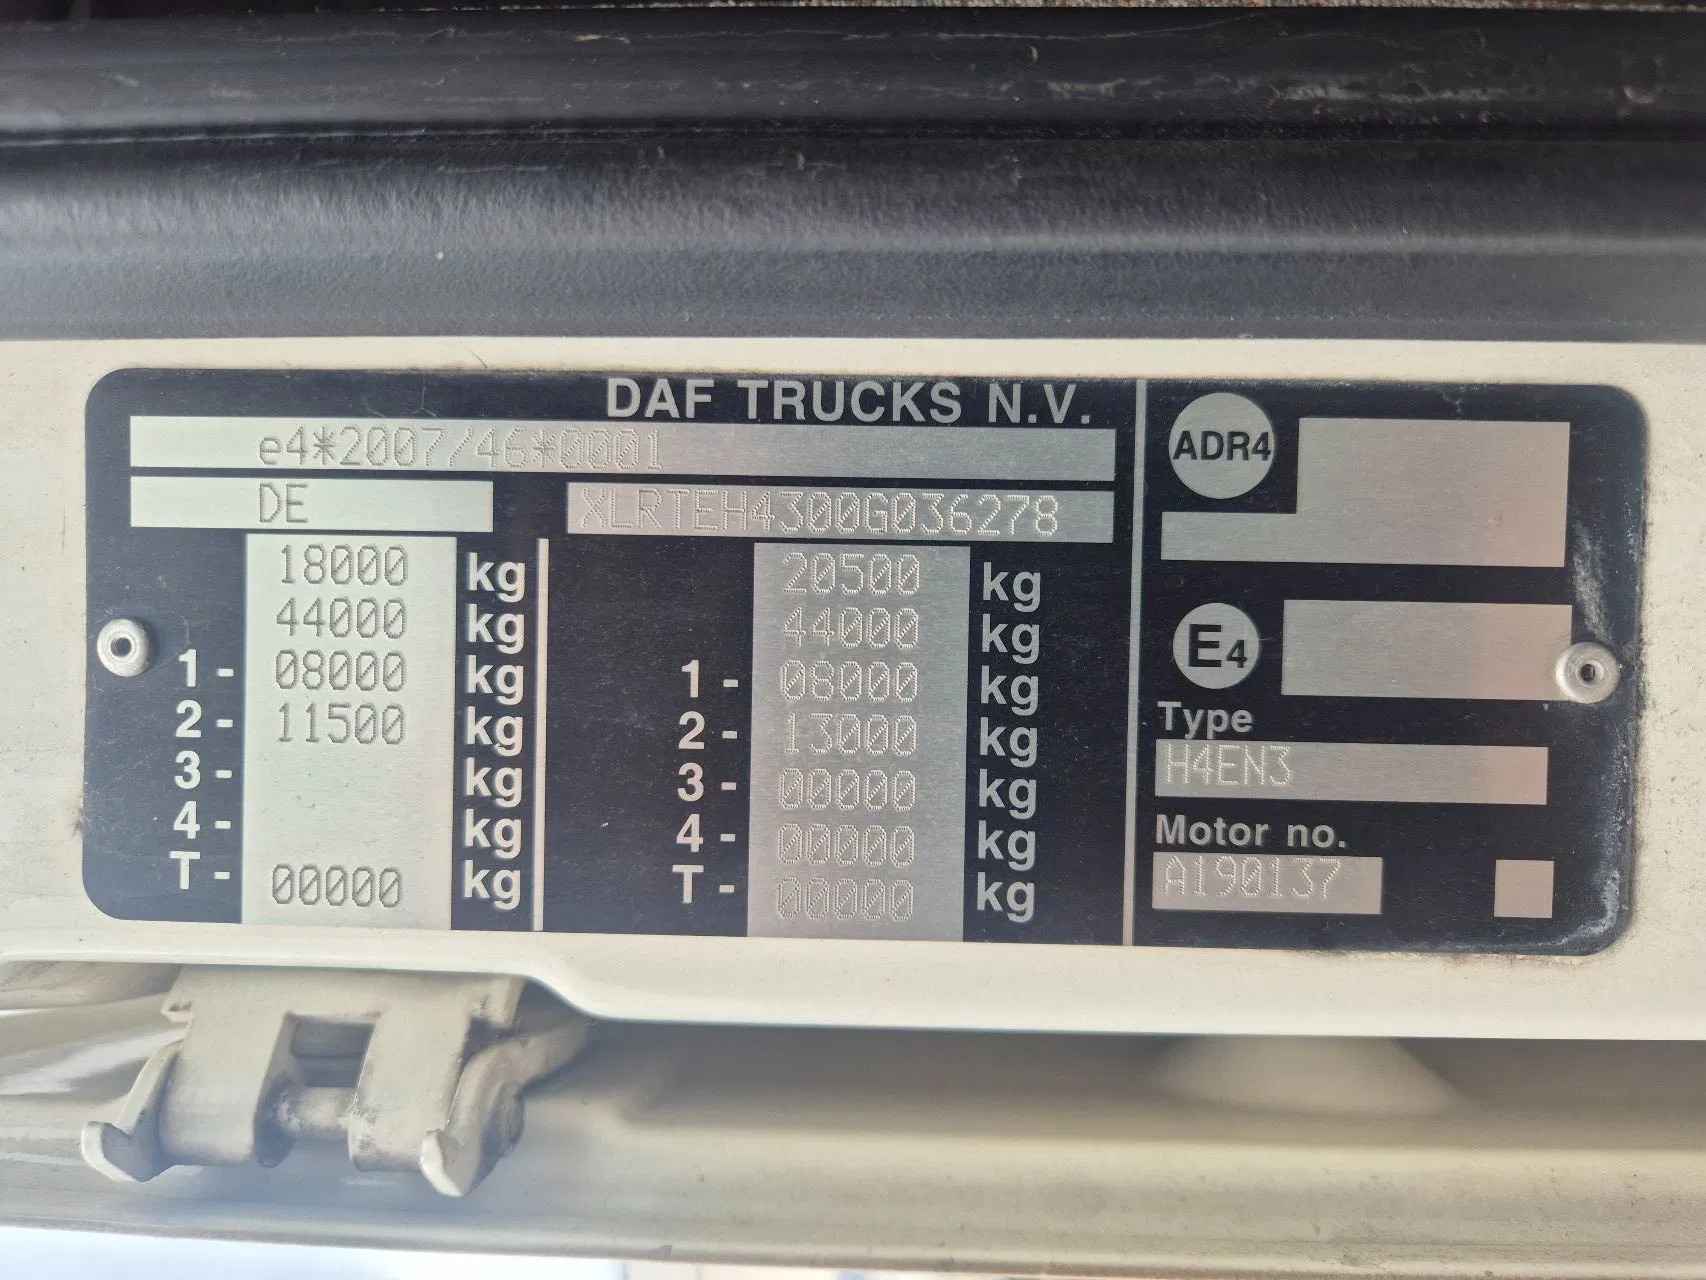 DAF TRUCKS N.V.
e4*2007/46*0001
DE XLRTEH4300G036278
18000 kg 20500 kg
44000 kg 44000 kg
1- 08000 kg 1- 08000 kg
2- 11500 kg 2- 13000 kg
3- kg 3- 00000 kg
4- kg 4- 00000 kg
T- 00000 kg T- 00000 kg
ADR4
E4
Type
H4EN3
Motor no.
A190137